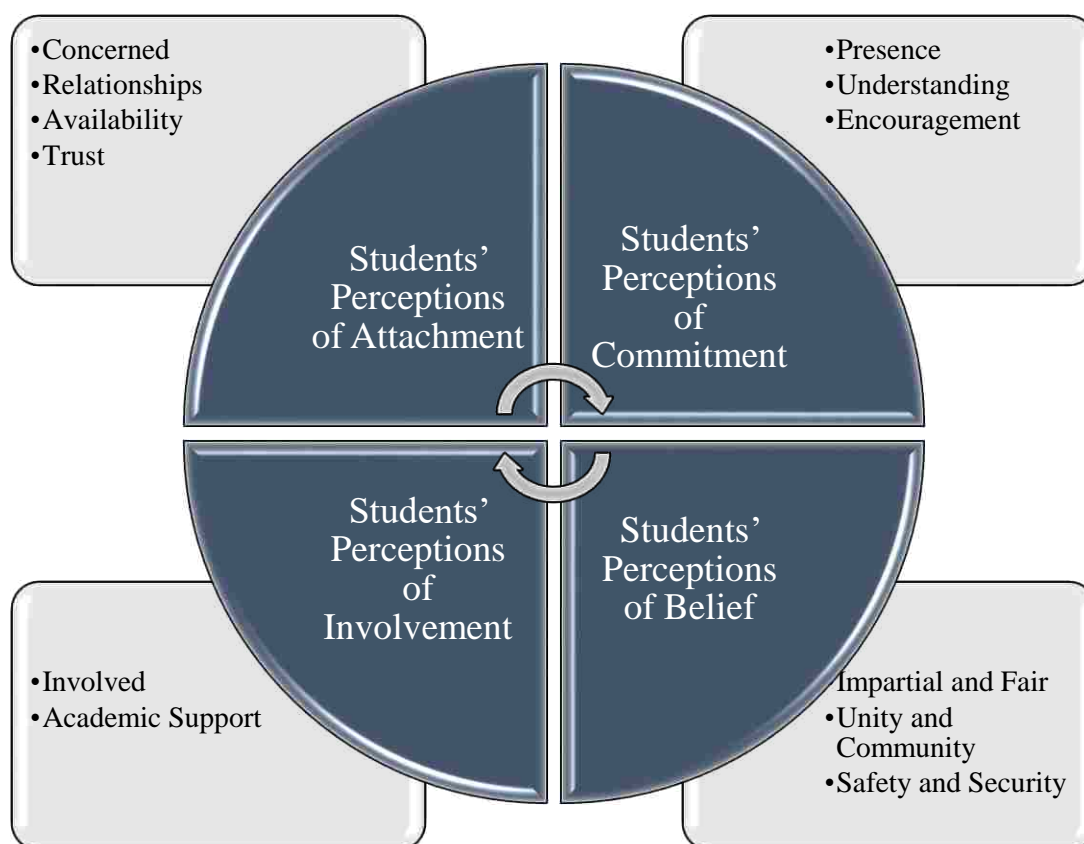 •Concerned
•Relationships
•Availability
•Trust
•Presence
•Understanding
•Encouragement
Students’
Perceptions
of Attachment
Students’
Perceptions
of
Commitment
Students’
Perceptions
of
Involvement
Students’
Perceptions
of Belief
•Involved
•Academic Support
•Impartial and Fair
•Unity and
Community
•Safety and Security